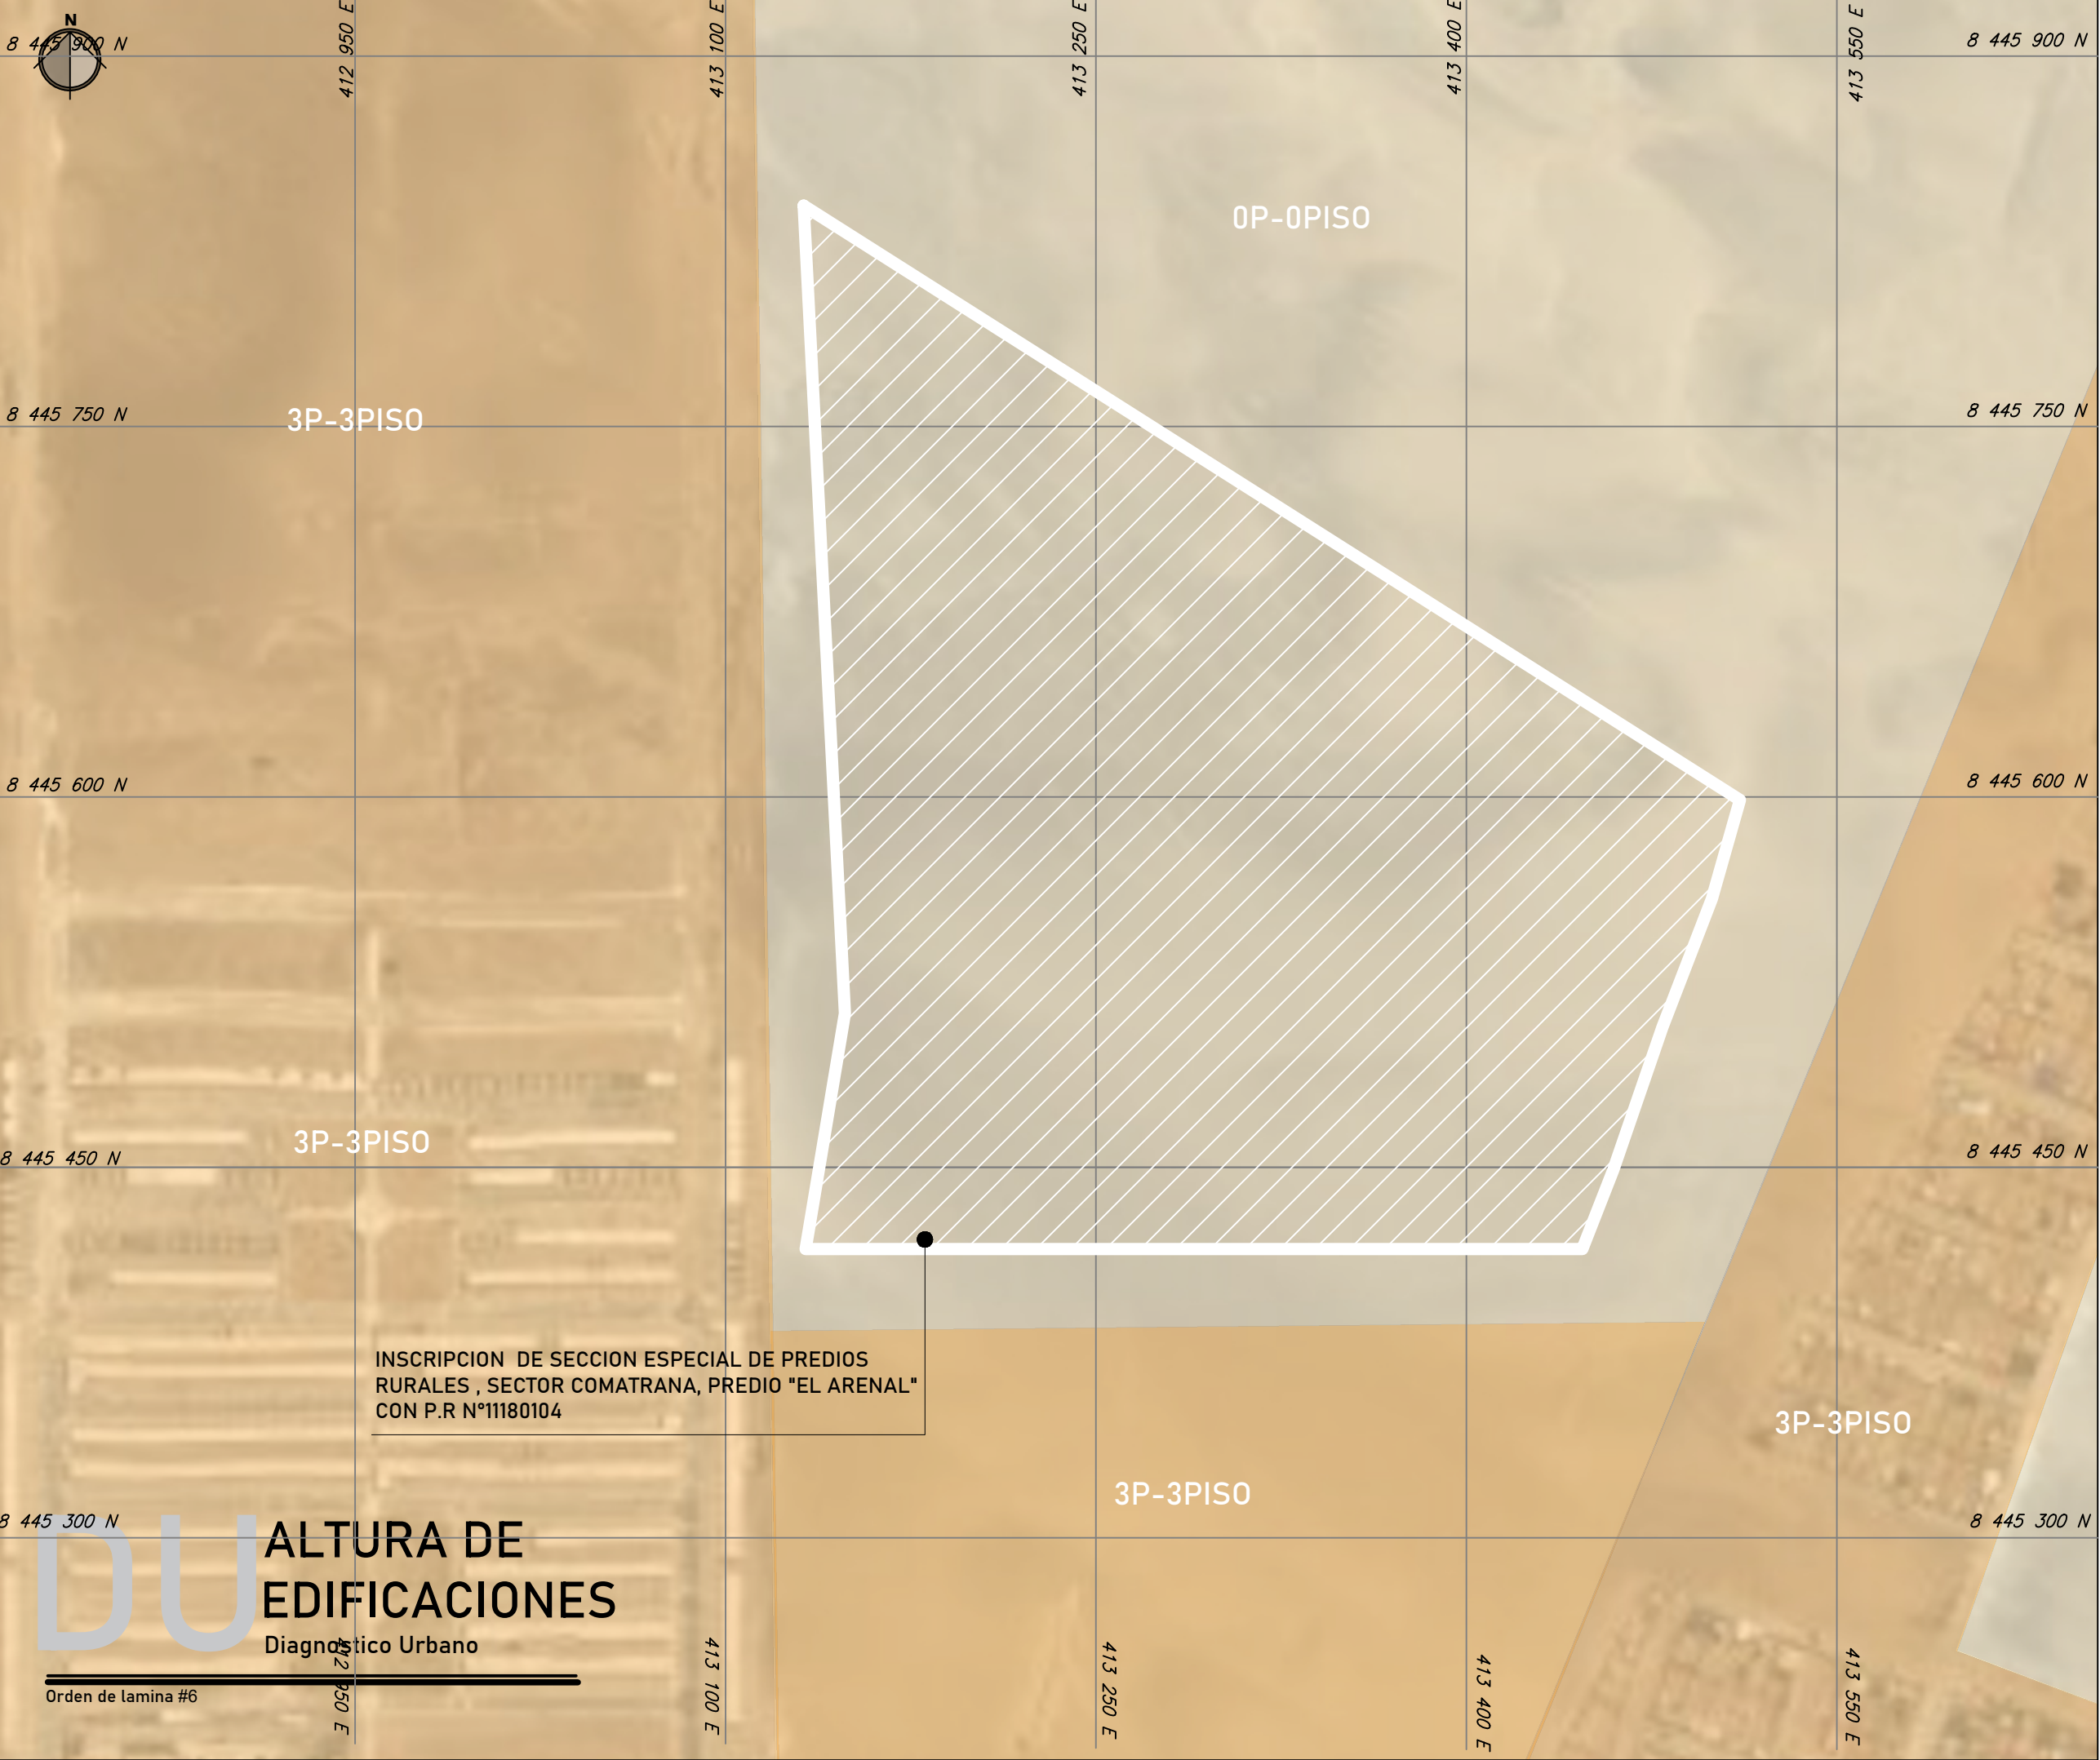 N
412 950 E
413 100 E
413 250 E
413 400 E
413 550 E
8 445 900 N
8 445 900 N
0P-0PISO
8 445 750 N
3P-3PISO
8 445 750 N
8 445 600 N
8 445 600 N
3P-3PISO
8 445 450 N
8 445 450 N
INSCRIPCION DE SECCION ESPECIAL DE PREDIOS
RURALES , SECTOR COMATRANA, PREDIO "EL ARENAL"
CON P.R N°11180104
3P-3PISO
3P-3PISO
8 445 300 N
8 445 300 N
DU
ALTURA DE
EDIFICACIONES
Diagnostico Urbano
Orden de lamina #6
412 950 E
413 100 E
413 250 E
413 400 E
413 550 E